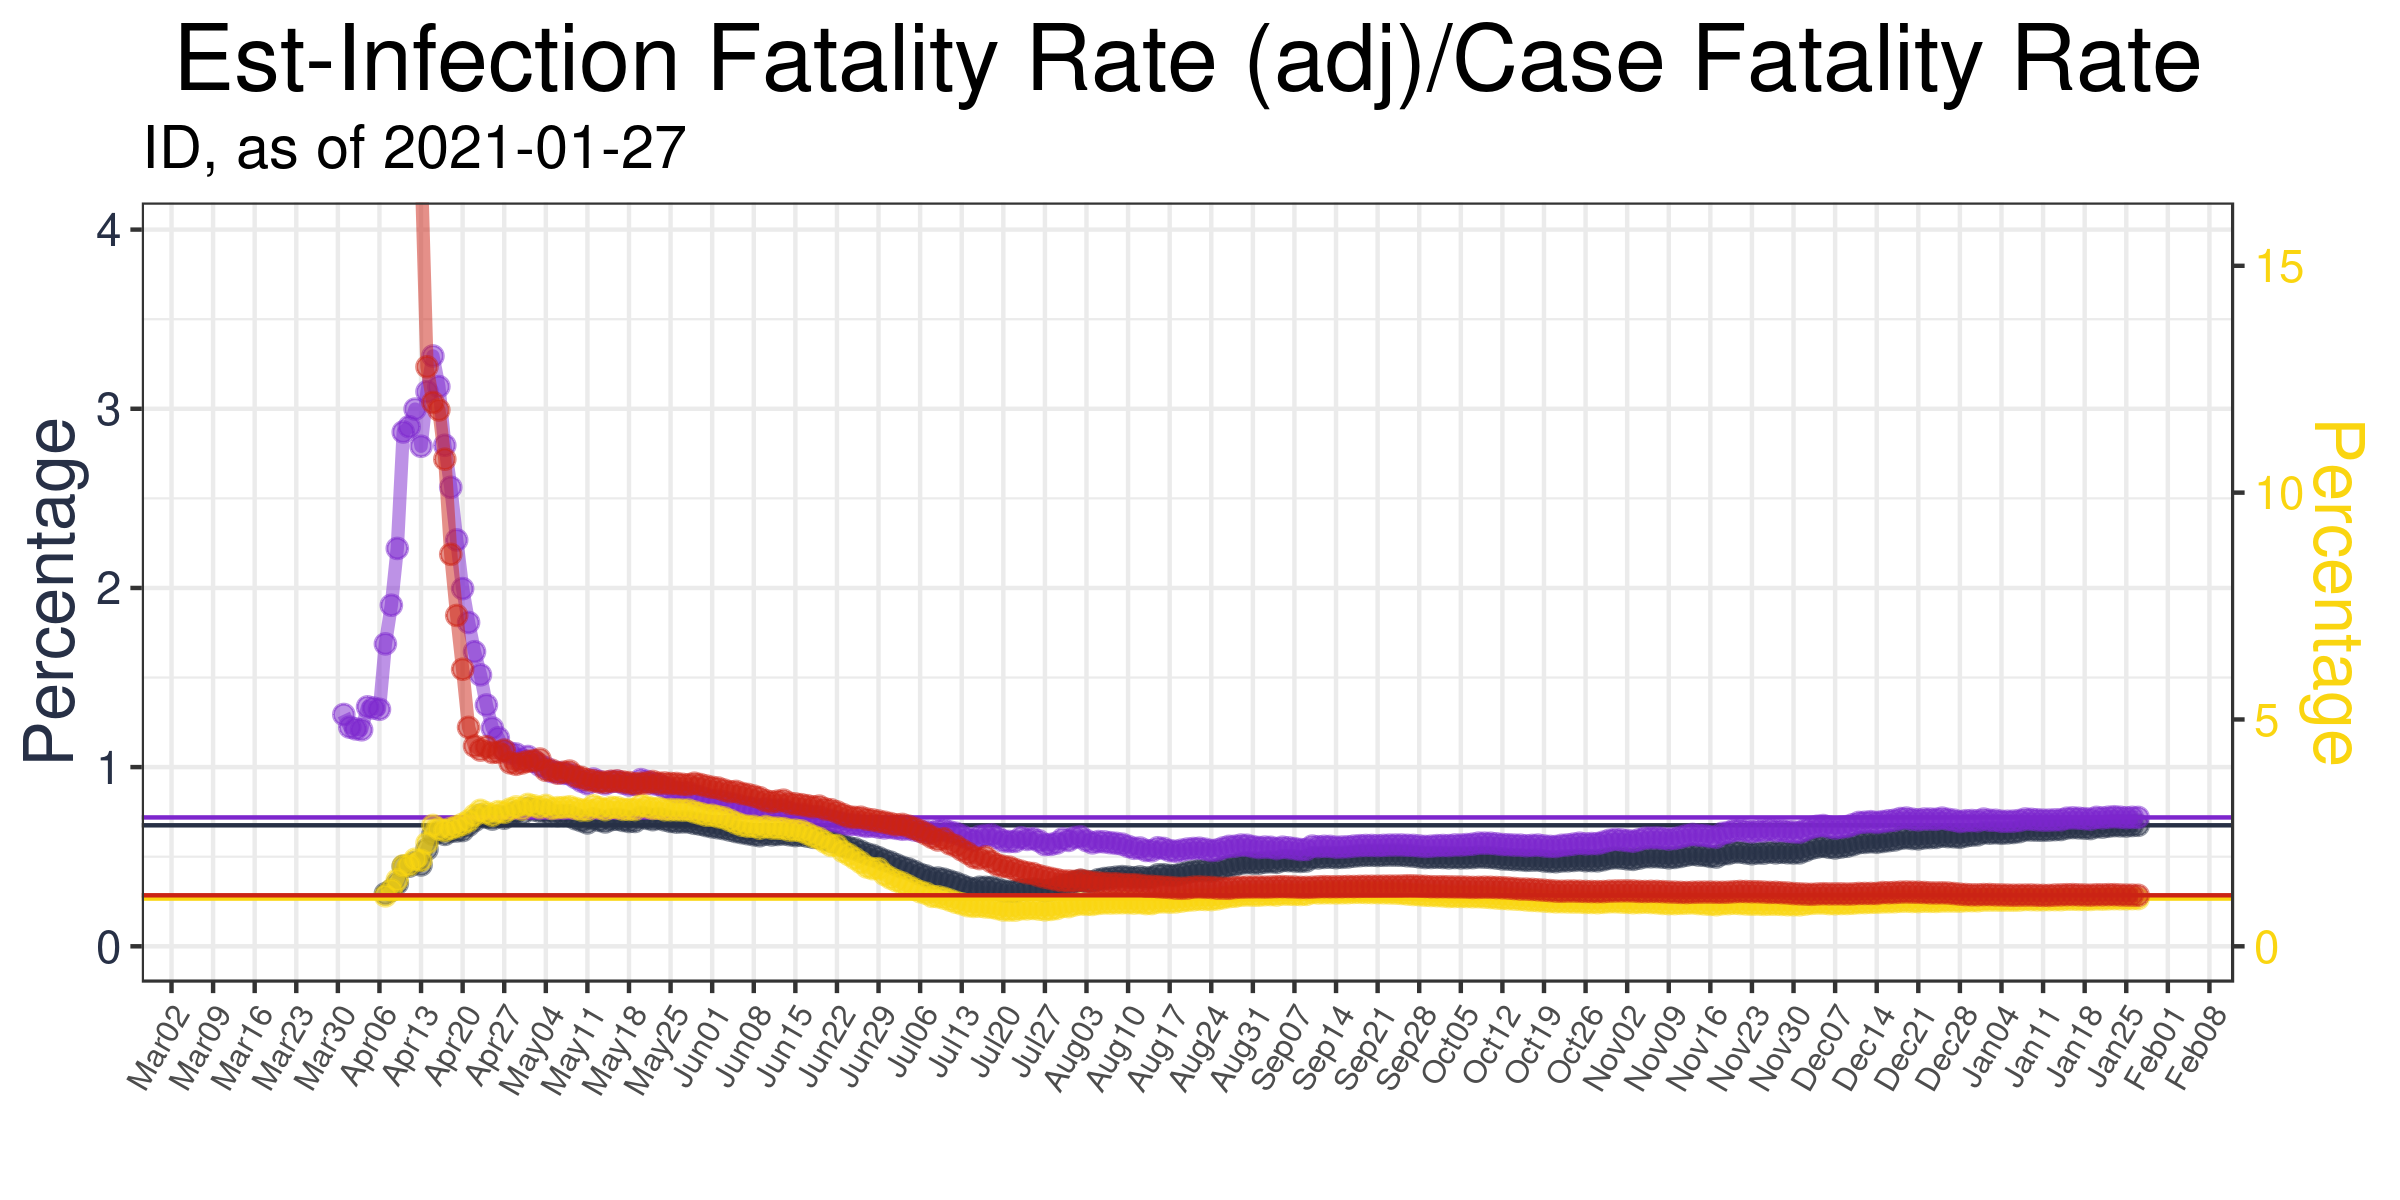 Est-Infection Fatality Rate (adj)/Case Fatality Rate
ID, as of 2021-01-27
Percentage
4
3
2
1
0
15
10
5
0
Percentage
Mar02 Mar09 Mar16 Mar23 Mar30 Apr06 Apr13 Apr20 Apr27 May04 May11 May18 May25 Jun01 Jun08 Jun15 Jun22 Jun29 Jul06 Jul13 Jul20 Jul27 Aug03 Aug10 Aug17 Aug24 Aug31 Sep07 Sep14 Sep21 Sep28 Oct05 Oct12 Oct19 Oct26 Nov02 Nov09 Nov16 Nov23 Nov30 Dec07 Dec14 Dec21 Dec28 Jan04 Jan11 Jan18 Jan25 Feb01 Feb08